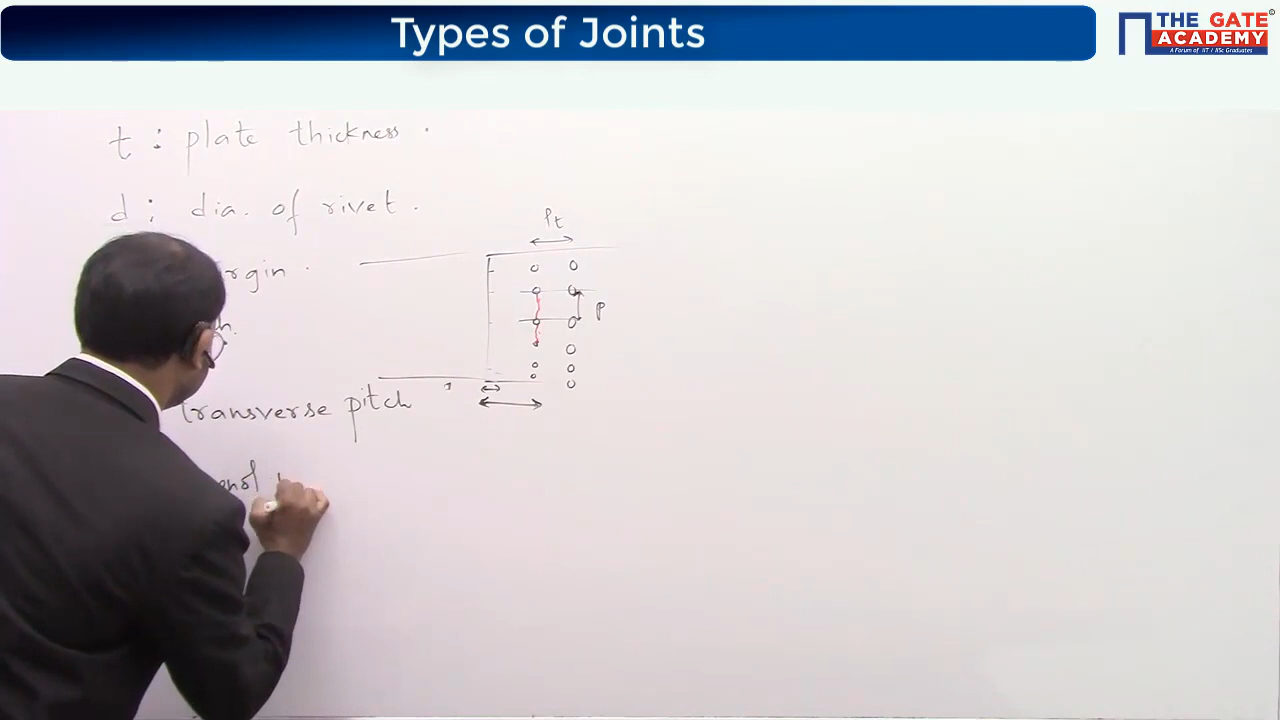 Types of Joints
THE GATE ACADEMY
A Forum of IIT / IISc Graduates
t : plate thickness .
d ; dia. of rivet .
Pt
P
transverse pitch